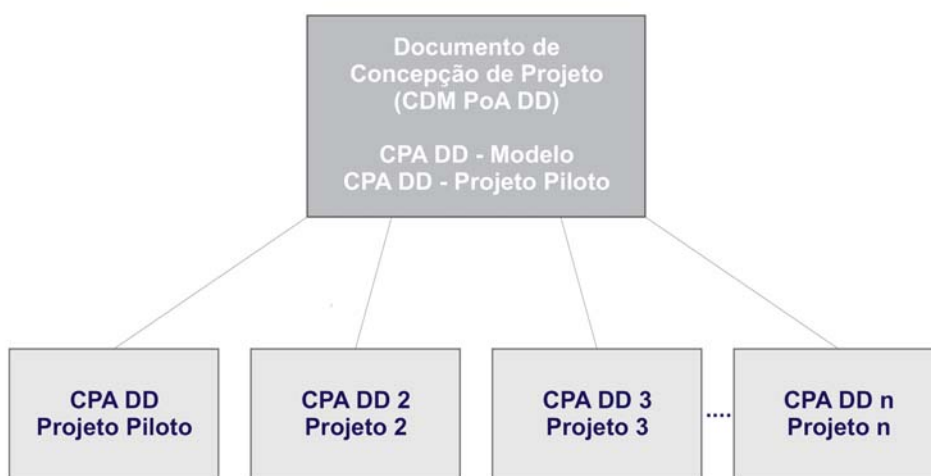 Documento de
Concepção de Projeto
(CDM PoA DD)
CPA DD - Modelo
CPA DD - Projeto Piloto
CPA DD
Projeto Piloto
CPA DD 2
Projeto 2
CPA DD 3
Projeto 3
....
CPA DD n
Projeto n